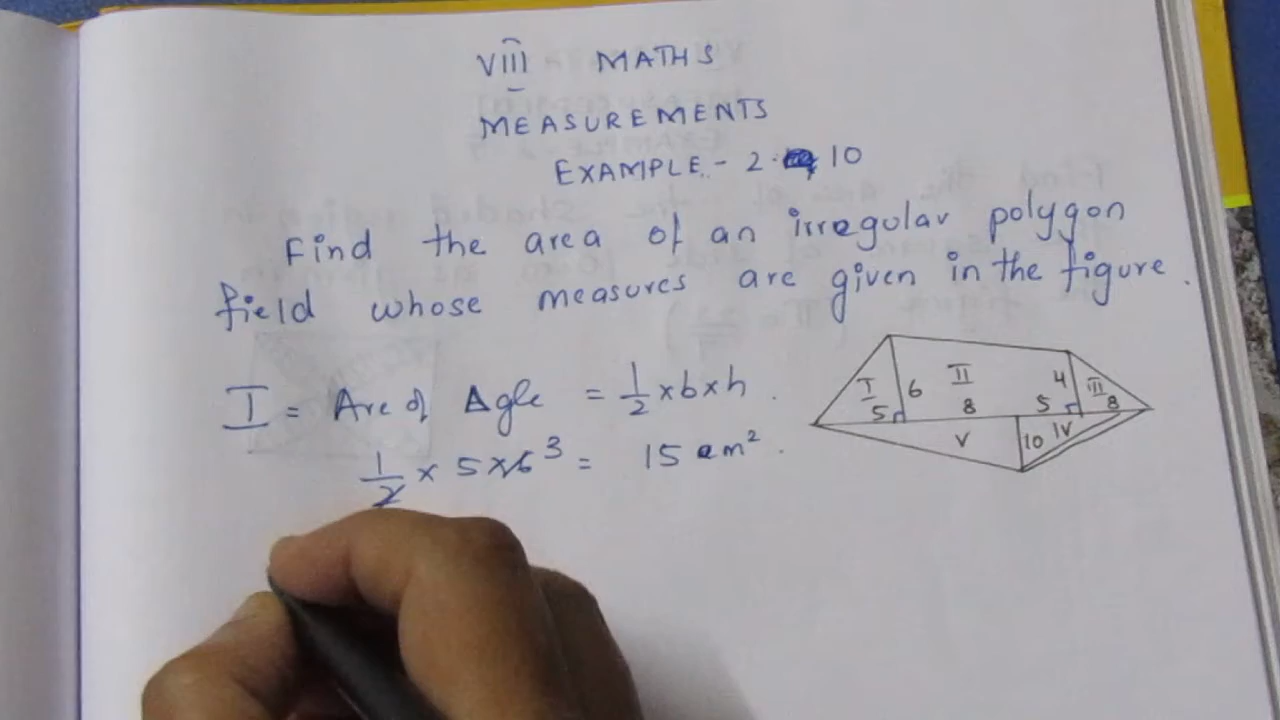 VIII MATHS
MEASUREMENTS
EXAMPLE - 2. 10
Find the area of an irregular polygon
field whose measures are given in the figure.
I = Are of Δgle = 1/2 × b × h.
1/2 × 5 × 6 3 = 15 cm².
I 5 6 II 8 5 4 III 8
V 10 IV